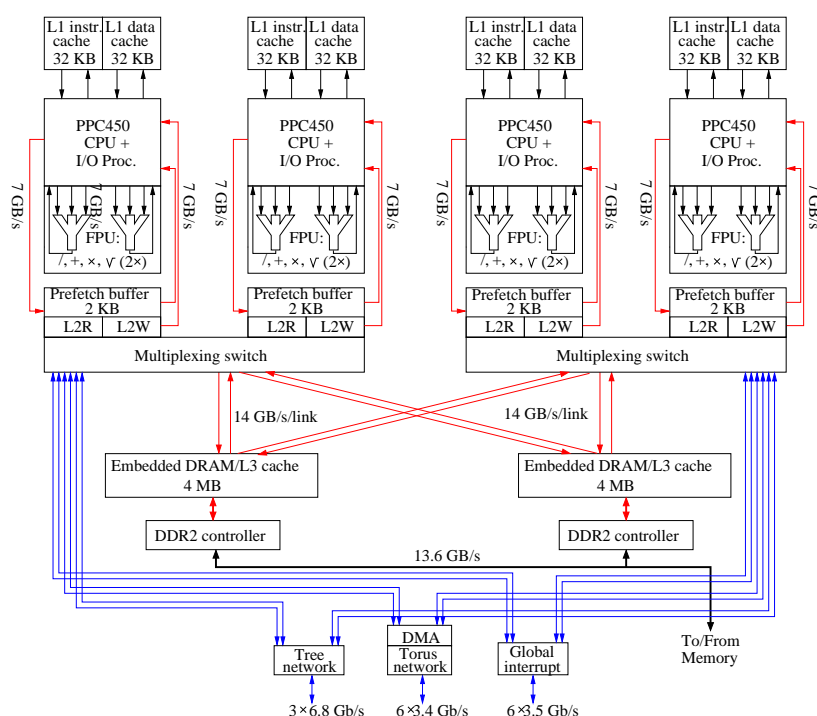 L1 instr. L1 data L1 instr. L1 data L1 instr. L1 data L1 instr. L1 data
cache cache cache cache cache cache cache cache
32 KB 32 KB 32 KB 32 KB 32 KB 32 KB 32 KB 32 KB
PPC450 PPC450 PPC450 PPC450
CPU + CPU + CPU + CPU +
I/O Proc. I/O Proc. I/O Proc. I/O Proc.
7 GB/s 7 GB/s 7 GB/s 7 GB/s 7 GB/s 7 GB/s 7 GB/s 7 GB/s 7 GB/s
FPU: FPU: FPU: FPU:
/, +, ×, √ (2×) /, +, ×, √ (2×) /, +, ×, √ (2×) /, +, ×, √ (2×)
Prefetch buffer Prefetch buffer Prefetch buffer Prefetch buffer
2 KB 2 KB 2 KB 2 KB
L2R L2W L2R L2W L2R L2W L2R L2W
Multiplexing switch Multiplexing switch
14 GB/s/link 14 GB/s/link
Embedded DRAM/L3 cache Embedded DRAM/L3 cache
4 MB 4 MB
DDR2 controller DDR2 controller
13.6 GB/s
DMA
Tree Torus Global
network network interrupt
To/From
Memory
3×6.8 Gb/s 6×3.4 Gb/s 6×3.5 Gb/s